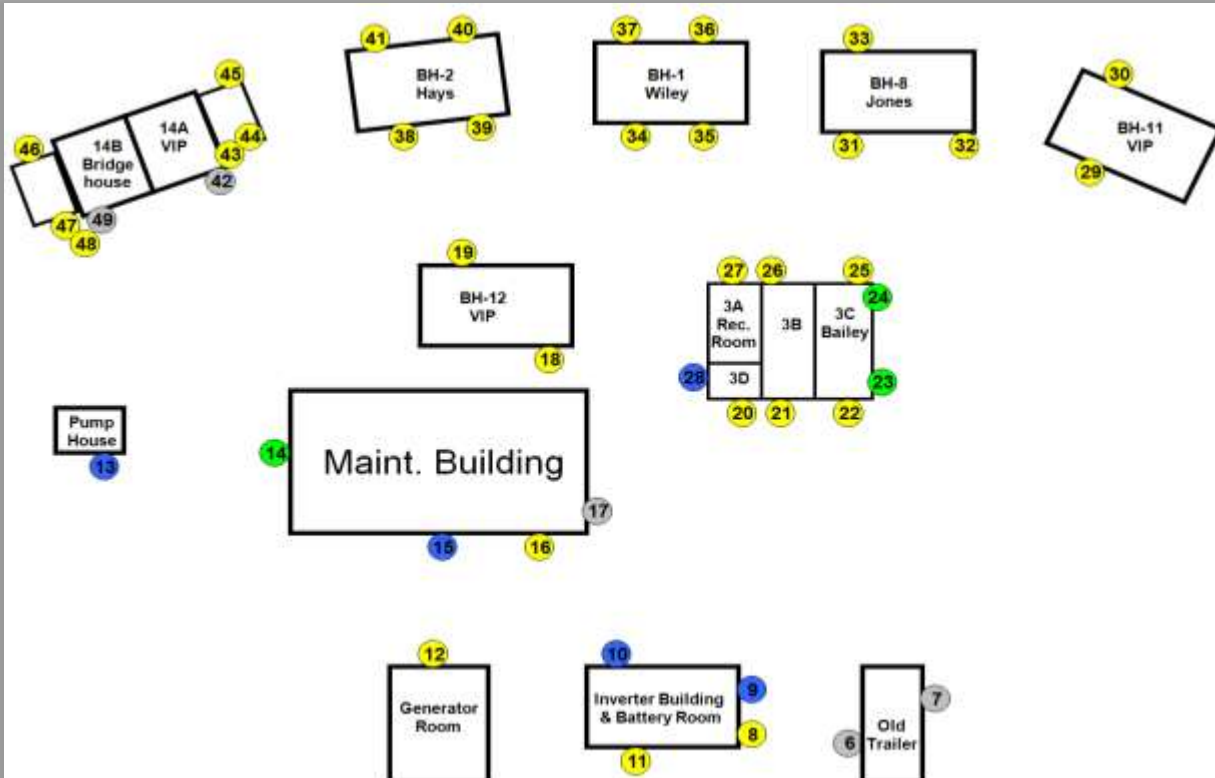 37
36
33
41
40
BH-2
Hays
BH-1
Wiley
BH-8
Jones
30
BH-11
VIP
45
14A
VIP
44
43
42
46
14B
Bridge
house
47
49
48
38
39
34
35
31
32
29
19
BH-12
VIP
18
27
26
25
24
3A
Rec.
Room
3B
3C
Bailey
28
3D
23
20
21
22
Pump
House
13
14
Maint. Building
17
15
16
12
Generator
Room
10
9
Inverter Building
& Battery Room
8
11
7
Old
6 Trailer